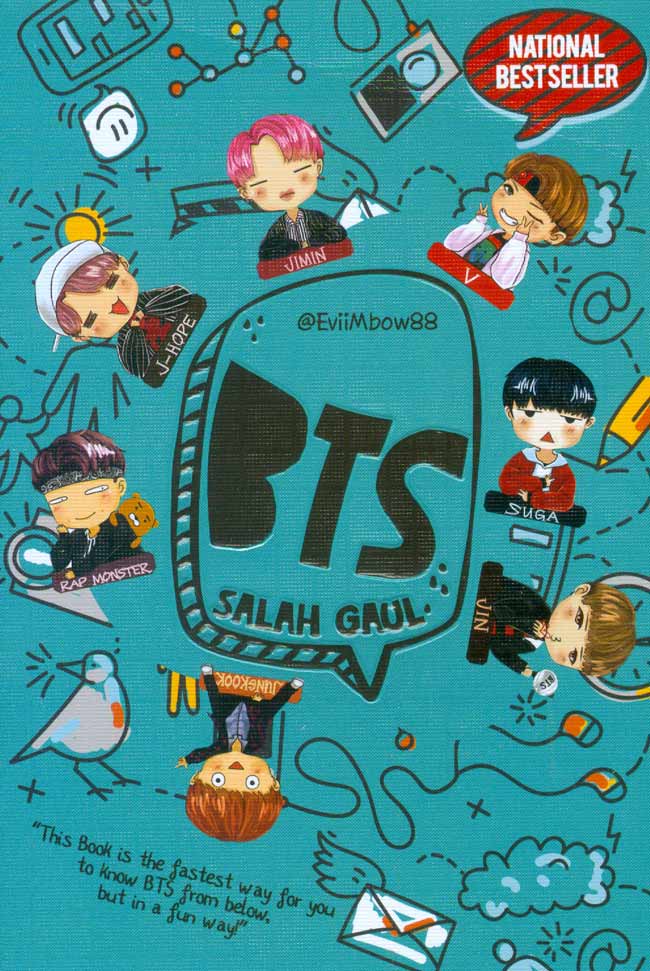 NATIONAL
BESTSELLER
JIMIN
V
J-HOPE
@EviiMbow88
BTS
SUGA
RAP MONSTER
SALAH GAUL
JIN
BTS
JUNGKOOK
"This Book is the fastest way for you
to know BTS from below,
but in a fun way!"